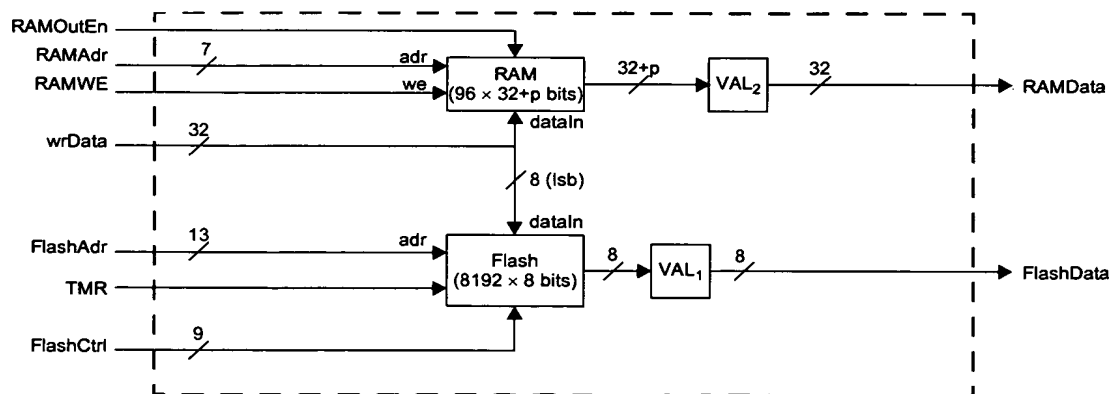 RAMOutEn
RAMAdr 7 adr
RAMWE we
RAM
(96 × 32+p bits)
32+p
VAL2
32
RAMData
dataIn
wrData 32
8 (lsb)
dataIn
FlashAdr 13 adr
Flash
(8192 × 8 bits)
8
VAL1
8
FlashData
TMR
FlashCtrl 9